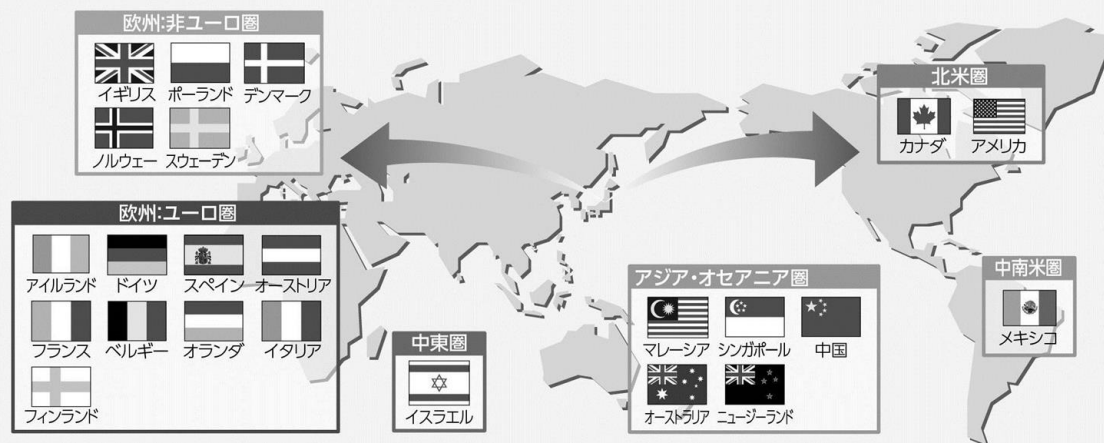 欧州:非ユーロ圏
イギリス ポーランド デンマーク
ノルウェー スウェーデン
欧州:ユーロ圏
アイルランド ドイツ スペイン オーストリア
フランス ベルギー オランダ イタリア
フィンランド
中東圏
イスラエル
アジア・オセアニア圏
マレーシア シンガポール 中国
オーストラリア ニュージーランド
北米圏
カナダ アメリカ
中南米圏
メキシコ